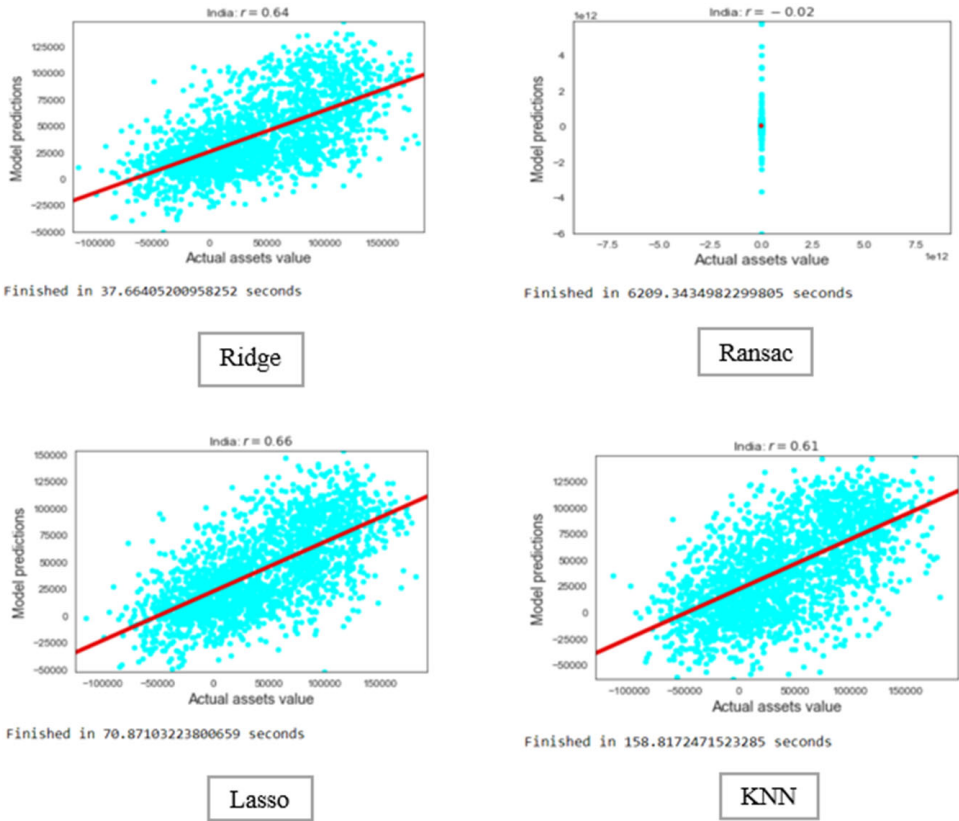 India: r = 0.64
125000
100000
75000
50000
25000
0
−25000
−50000
Model predictions
−100000 −50000 0 50000 100000 150000
Actual assets value
Finished in 37.66405200958252 seconds
Ridge
India: r = − 0.02
1e12
4
2
0
−2
−4
−6
Model predictions
−7.5 −5.0 −2.5 0.0 2.5 5.0 7.5
1e12
Actual assets value
Finished in 6209.3434982299805 seconds
Ransac
India: r = 0.66
150000
125000
100000
75000
50000
25000
0
−25000
−50000
Model predictions
−100000 −50000 0 50000 100000 150000
Actual assets value
Finished in 70.87103223800659 seconds
Lasso
India: r = 0.61
125000
100000
75000
50000
25000
0
−25000
−50000
Model predictions
−100000 −50000 0 50000 100000 150000
Actual assets value
Finished in 158.8172471523285 seconds
KNN